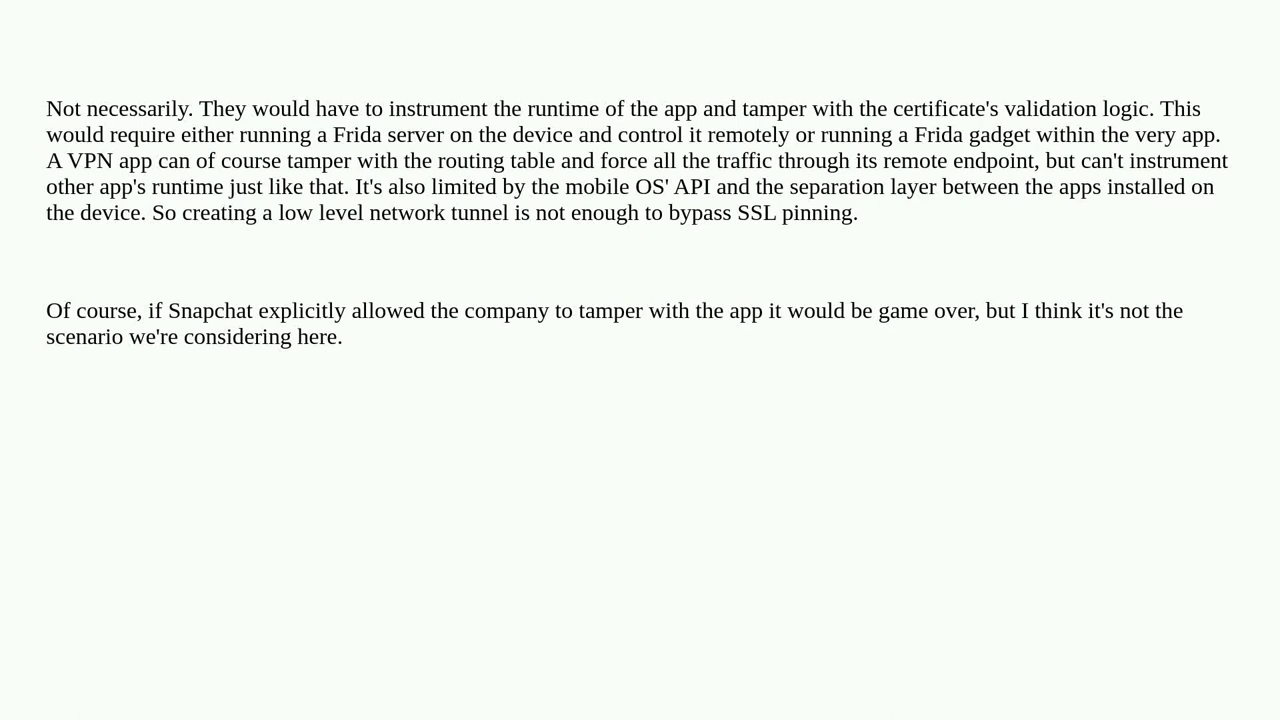 Not necessarily. They would have to instrument the runtime of the app and tamper with the certificate's validation logic. This
would require either running a Frida server on the device and control it remotely or running a Frida gadget within the very app.
A VPN app can of course tamper with the routing table and force all the traffic through its remote endpoint, but can't instrument
other app's runtime just like that. It's also limited by the mobile OS' API and the separation layer between the apps installed on
the device. So creating a low level network tunnel is not enough to bypass SSL pinning.
Of course, if Snapchat explicitly allowed the company to tamper with the app it would be game over, but I think it's not the
scenario we're considering here.